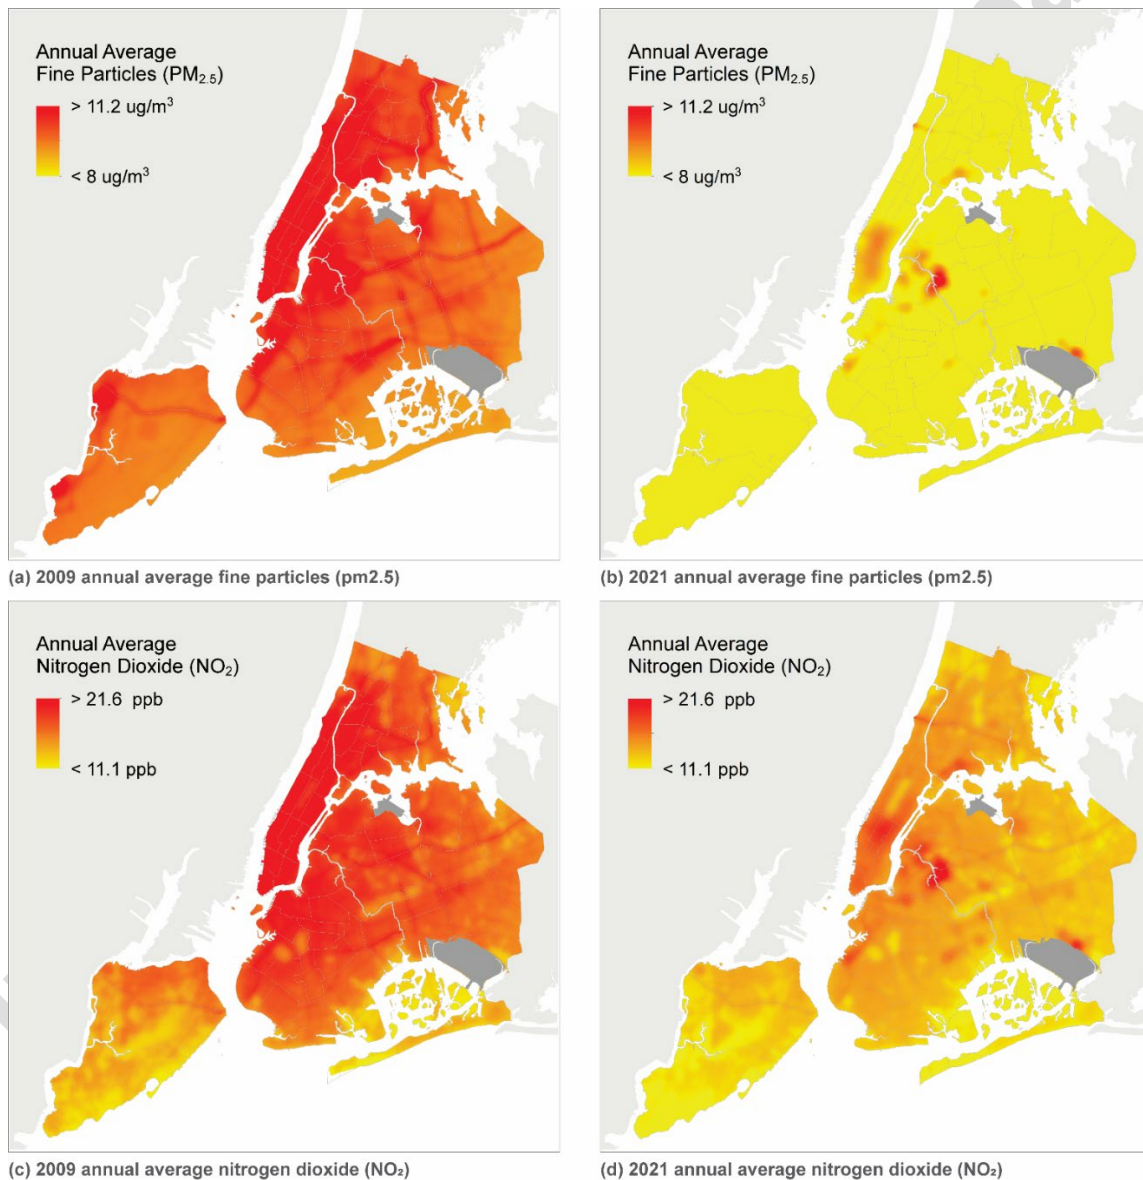 Annual Average
Fine Particles (PM2.5)
> 11.2 ug/m³
< 8 ug/m³
Annual Average
Fine Particles (PM2.5)
> 11.2 ug/m³
< 8 ug/m³
(a) 2009 annual average fine particles (pm2.5)
(b) 2021 annual average fine particles (pm2.5)
Annual Average
Nitrogen Dioxide (NO₂)
> 21.6 ppb
< 11.1 ppb
Annual Average
Nitrogen Dioxide (NO₂)
> 21.6 ppb
< 11.1 ppb
(c) 2009 annual average nitrogen dioxide (NO₂)
(d) 2021 annual average nitrogen dioxide (NO₂)